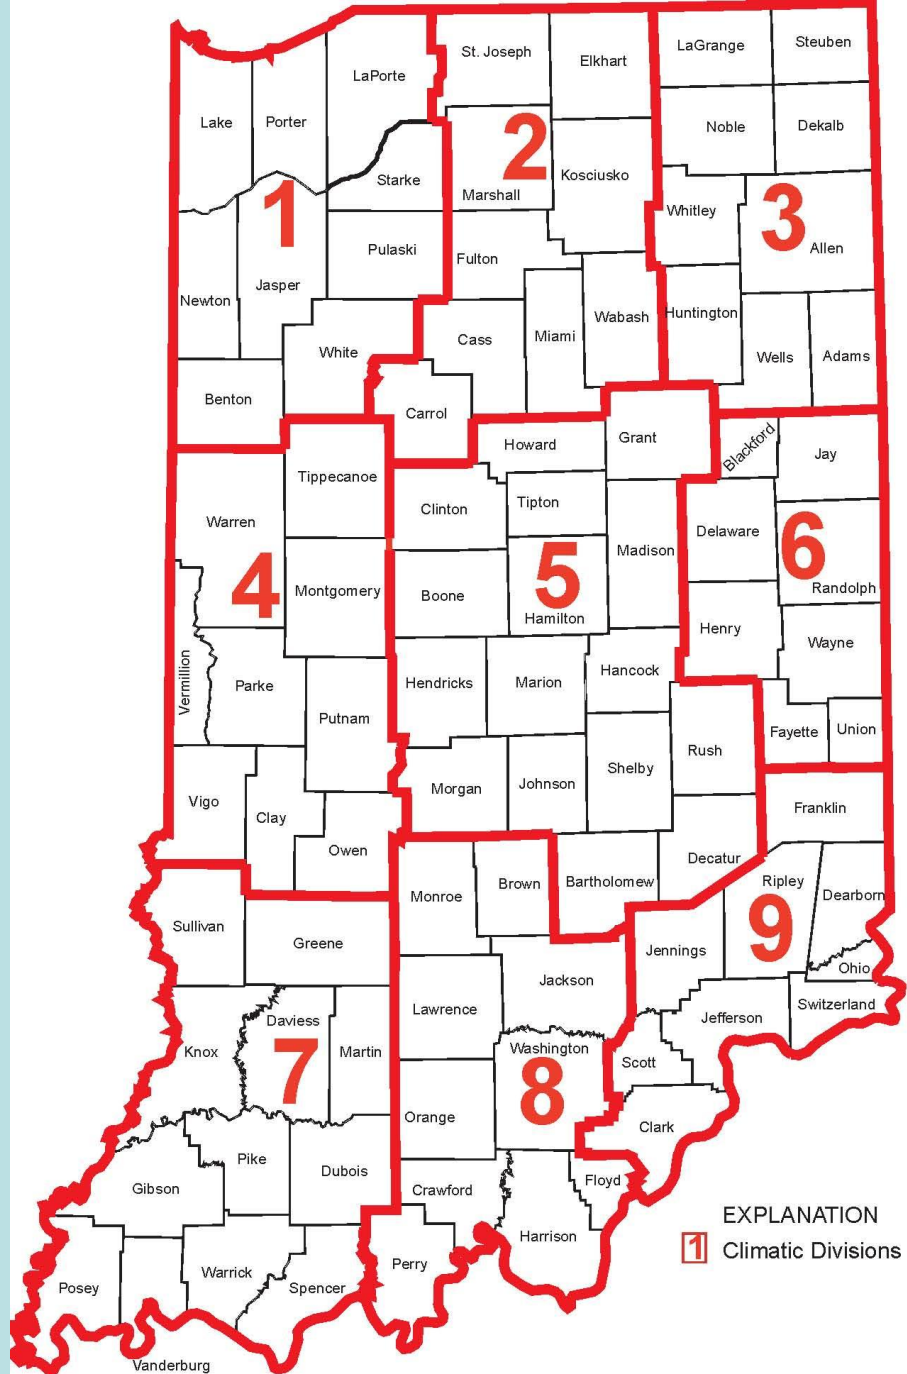 St. Joseph
Elkhart
LaGrange
Steuben
LaPorte
Lake
Porter
2
Noble
Dekalb
Starke
Marshall
Kosciusko
1
Whitley
3
Pulaski
Fulton
Allen
Jasper
Newton
Huntington
Wabash
White
Cass
Miami
Wells
Adams
Benton
Carrol
Howard
Grant
Blackford
Jay
Tippecanoe
Clinton
Tipton
Warren
Delaware
6
Madison
4
5
Montgomery
Boone
Randolph
Hamilton
Henry
Wayne
Vermillion
Parke
Hendricks
Marion
Hancock
Putnam
Fayette
Union
Rush
Shelby
Morgan
Johnson
Vigo
Clay
Franklin
Owen
Decatur
Monroe
Brown
Bartholomew
Ripley
Dearborn
9
Sullivan
Greene
Jennings
Ohio
Jackson
Lawrence
Switzerland
Jefferson
Daviess
Knox
7
Martin
Washington
Scott
8
Orange
Clark
Pike
Dubois
Gibson
Crawford
Floyd
Harrison
EXPLANATION
1 Climatic Divisions
Perry
Warrick
Spencer
Posey
Vanderburg